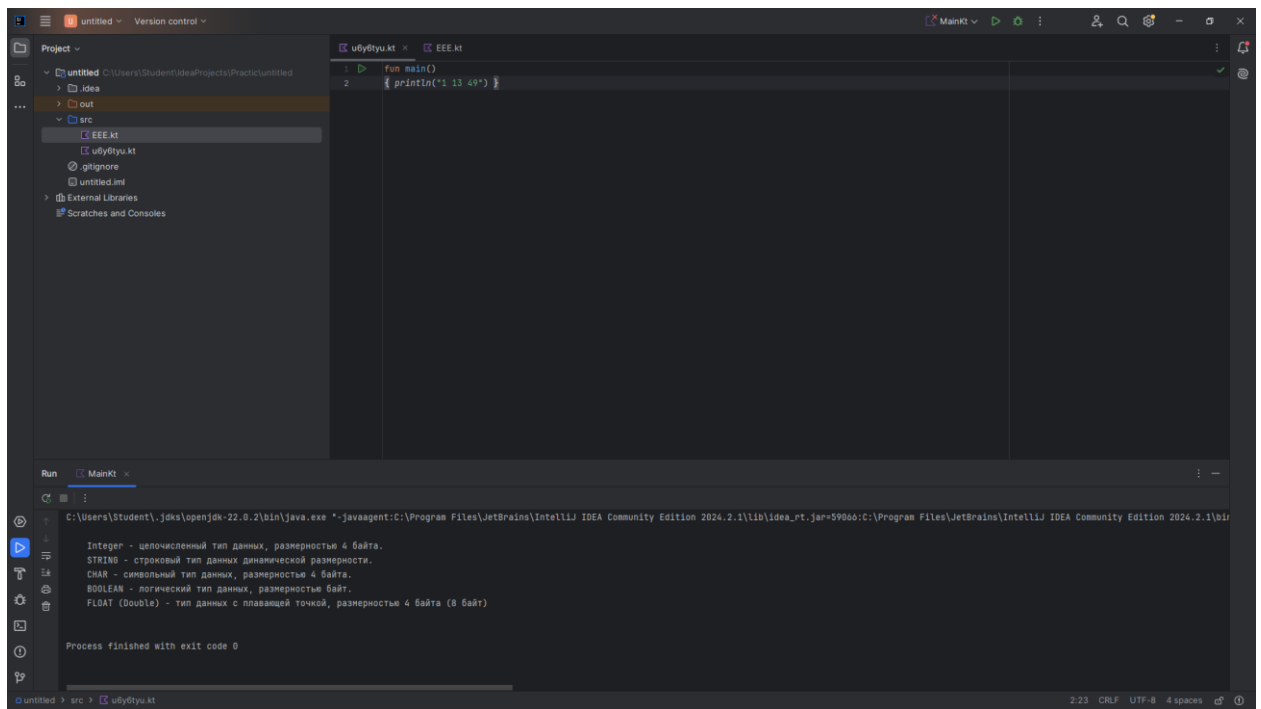 U untitled Version control MainKt
Project
u6y6tyu.kt
EEE.kt
untitled C:\Users\Student\IdeaProjects\Practic\untitled
.idea
out
src
EEE.kt
u6y6tyu.kt
.gitignore
untitled.iml
External Libraries
Scratches and Consoles
1 fun main()
2 { println("1 13 49") }
Run MainKt
C:\Users\Student\.jdks\openjdk-22.0.2\bin\java.exe "-javaagent:C:\Program Files\JetBrains\IntelliJ IDEA Community Edition 2024.2.1\lib\idea_rt.jar=59066:C:\Program Files\JetBrains\IntelliJ IDEA Community Edition 2024.2.1\bin
Integer - целочисленный тип данных, размерностью 4 байта.
STRING - строковый тип данных динамической размерности.
CHAR - символьный тип данных, размерностью 4 байта.
BOOLEAN - логический тип данных, размерностью байт.
FLOAT (Double) - тип данных с плавающей точкой, размерностью 4 байта (8 байт)
Process finished with exit code 0
untitled > src > u6y6tyu.kt 2:23 CRLF UTF-8 4 spaces